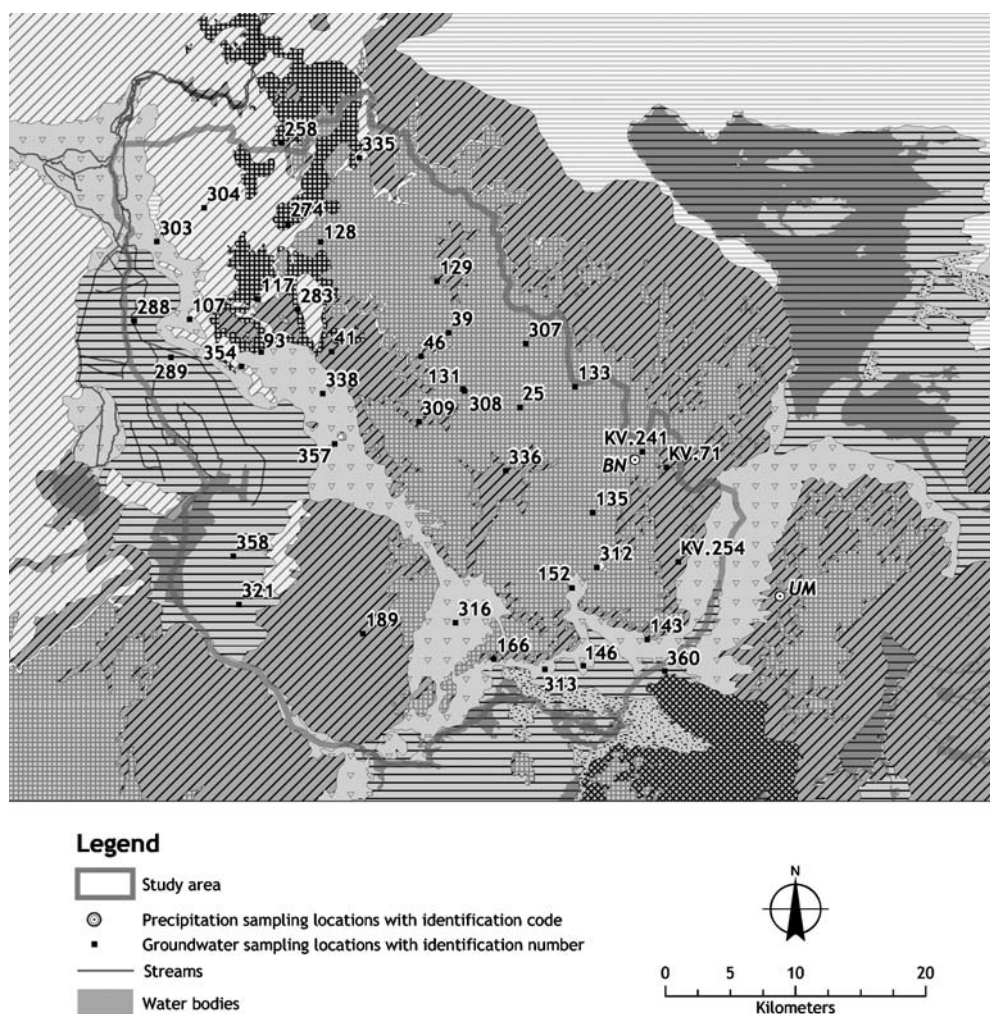 258
335
304
274
303
128
129
117
283
288
107
39
307
93
41
46
354
289
338
131
133
308
25
309
KV.241
357
BN
KV.71
336
135
358
312
KV.254
152
UM
321
189
316
143
166
146
360
313
Legend
Study area
Precipitation sampling locations with identification code
Groundwater sampling locations with identification number
Streams
Water bodies
N
0 5 10 20
Kilometers